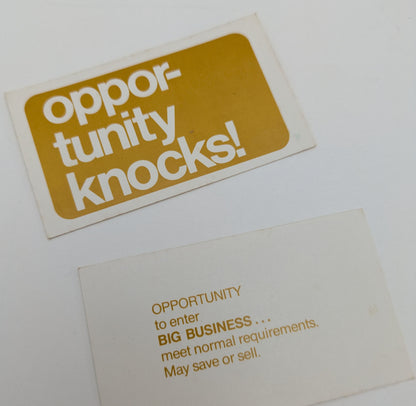 oppor-
tunity
knocks!
OPPORTUNITY
to enter
BIG BUSINESS...
meet normal requirements.
May save or sell.